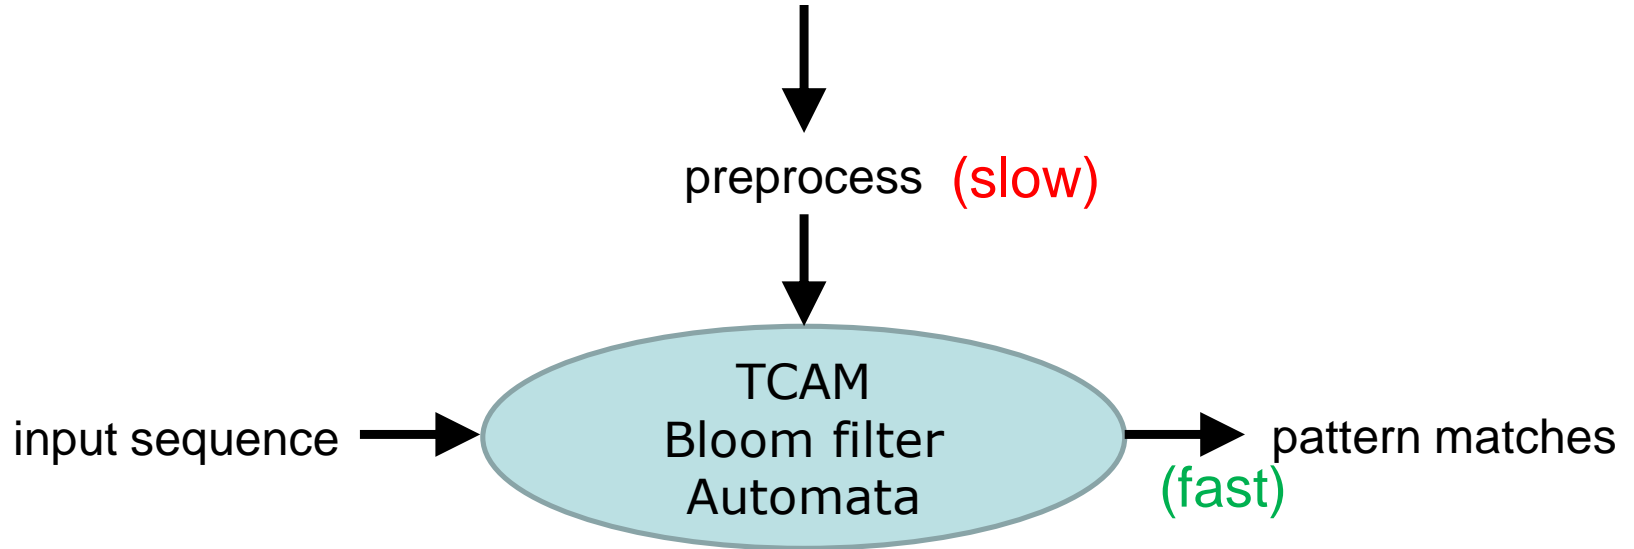 preprocess (slow)
TCAM
Bloom filter
Automata
input sequence
pattern matches
(fast)